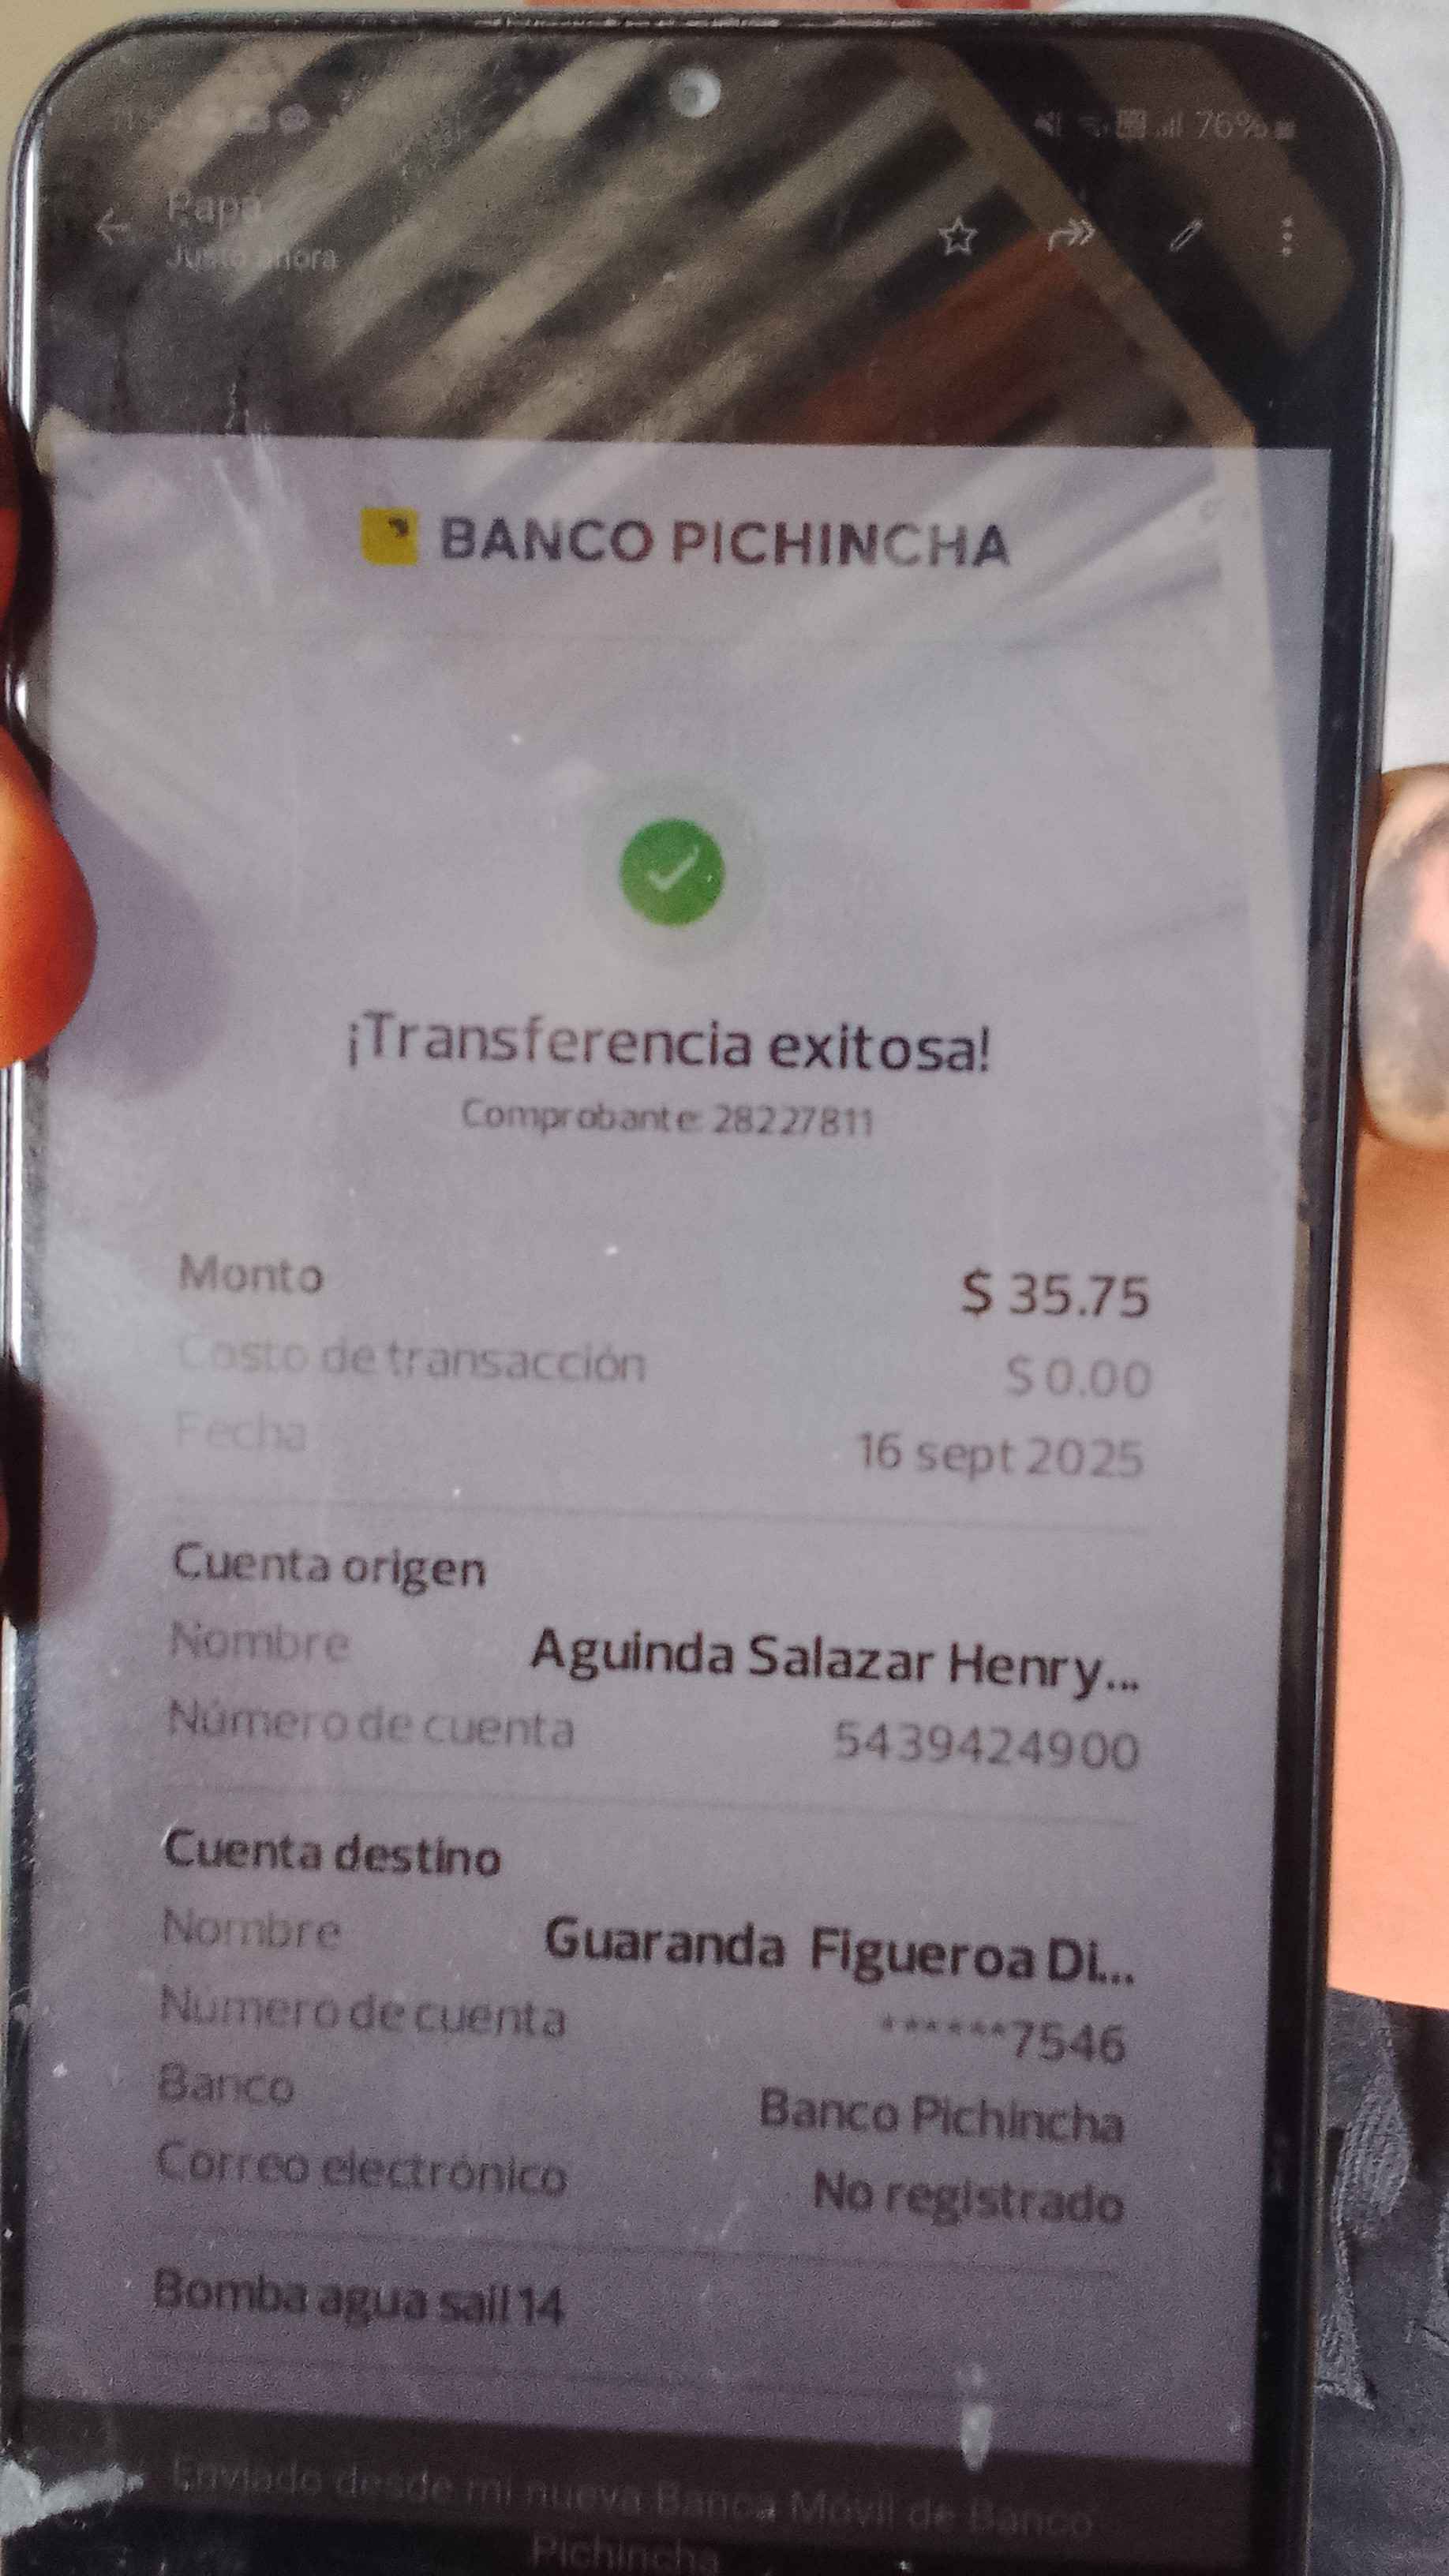 76%
Papá
Justo ahora
BANCO PICHINCHA
¡Transferencia exitosa!
Comprobante: 28227811
Monto $ 35.75
Costo de transacción $ 0.00
Fecha 16 sept 2025
Cuenta origen
Nombre Aguinda Salazar Henry...
Número de cuenta 5439424900
Cuenta destino
Nombre Guaranda Figueroa Di...
Número de cuenta ******7546
Banco Banco Pichincha
Correo electrónico No registrado
Bomba agua sail 14
Enviado desde mi nueva Banca Móvil de Banco
Pichincha